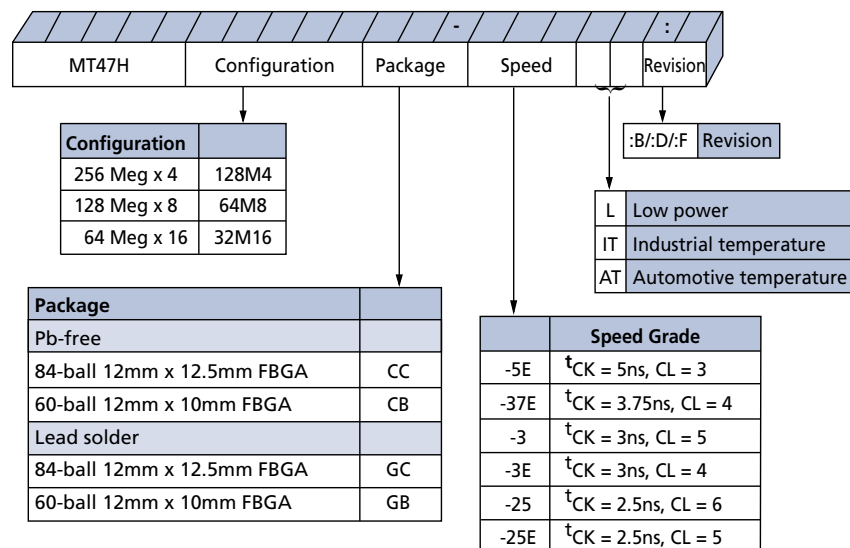 - :
MT47H Configuration Package Speed Revision
Configuration
256 Meg x 4 128M4
128 Meg x 8 64M8
64 Meg x 16 32M16
:B/:D/:F Revision
L Low power
IT Industrial temperature
AT Automotive temperature
Package
Pb-free
84-ball 12mm x 12.5mm FBGA CC
60-ball 12mm x 10mm FBGA CB
Lead solder
84-ball 12mm x 12.5mm FBGA GC
60-ball 12mm x 10mm FBGA GB
Speed Grade
-5E tCK = 5ns, CL = 3
-37E tCK = 3.75ns, CL = 4
-3 tCK = 3ns, CL = 5
-3E tCK = 3ns, CL = 4
-25 tCK = 2.5ns, CL = 6
-25E tCK = 2.5ns, CL = 5